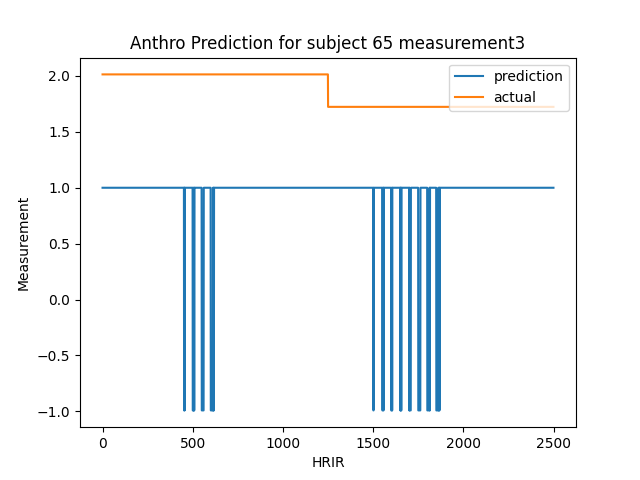 Anthro Prediction for subject 65 measurement3
prediction
actual
2.0
1.5
1.0
0.5
0.0
−0.5
−1.0
Measurement
0 500 1000 1500 2000 2500
HRIR